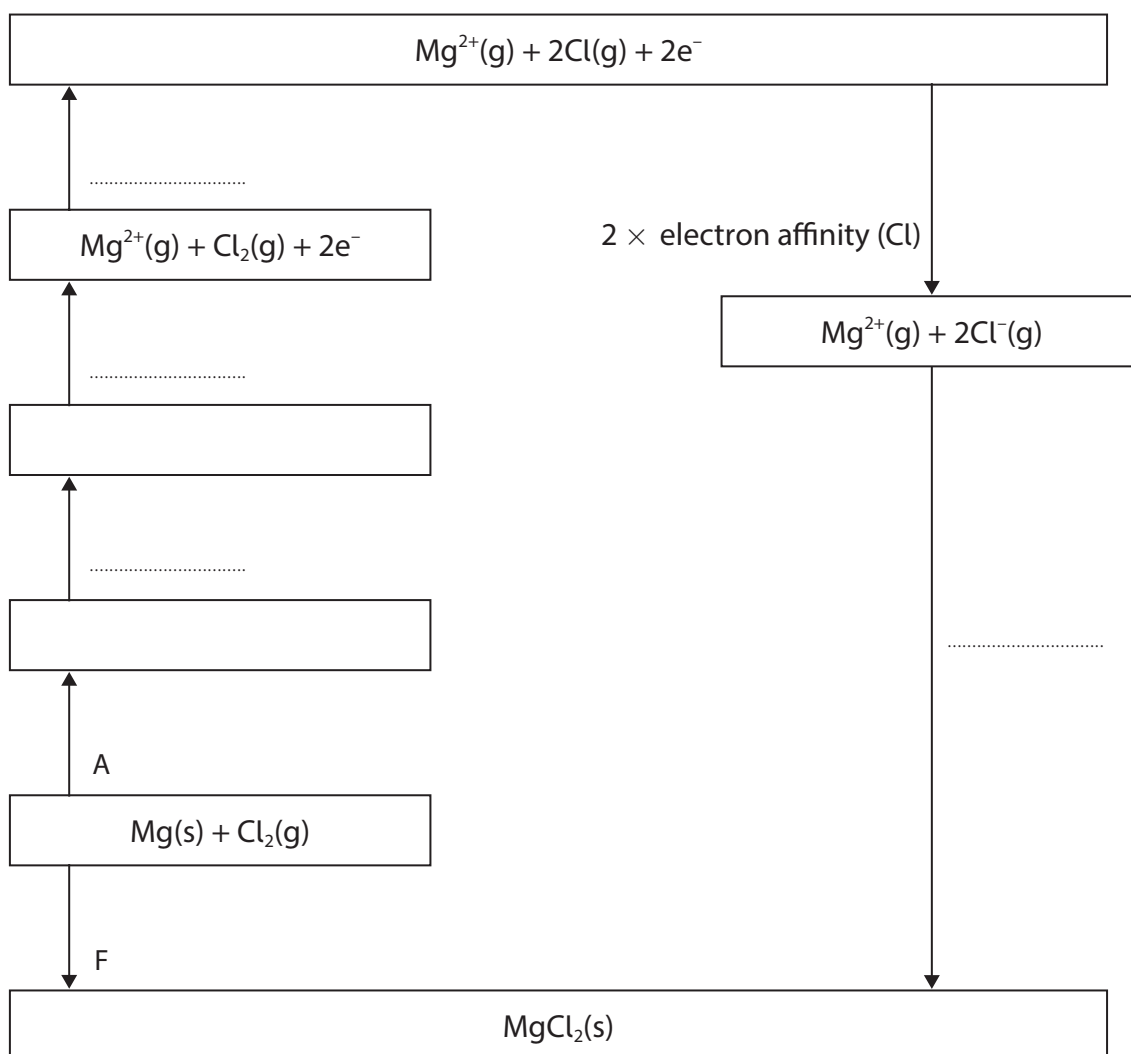 Mg²⁺(g) + 2Cl(g) + 2e⁻
..............................
Mg²⁺(g) + Cl₂(g) + 2e⁻
2 × electron affinity (Cl)
Mg²⁺(g) + 2Cl⁻(g)
..............................
..............................
..............................
A
Mg(s) + Cl₂(g)
F
MgCl₂(s)